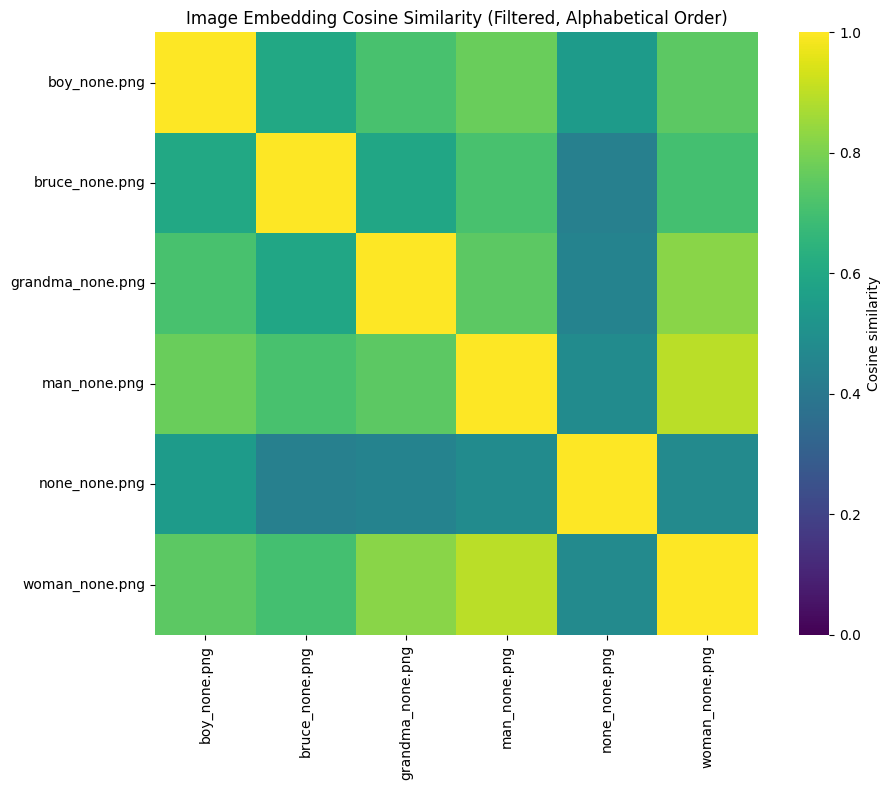 Image Embedding Cosine Similarity (Filtered, Alphabetical Order)
boy_none.png
bruce_none.png
grandma_none.png
man_none.png
none_none.png
woman_none.png
boy_none.png
bruce_none.png
grandma_none.png
man_none.png
none_none.png
woman_none.png
1.0
0.8
0.6
0.4
0.2
0.0
Cosine similarity